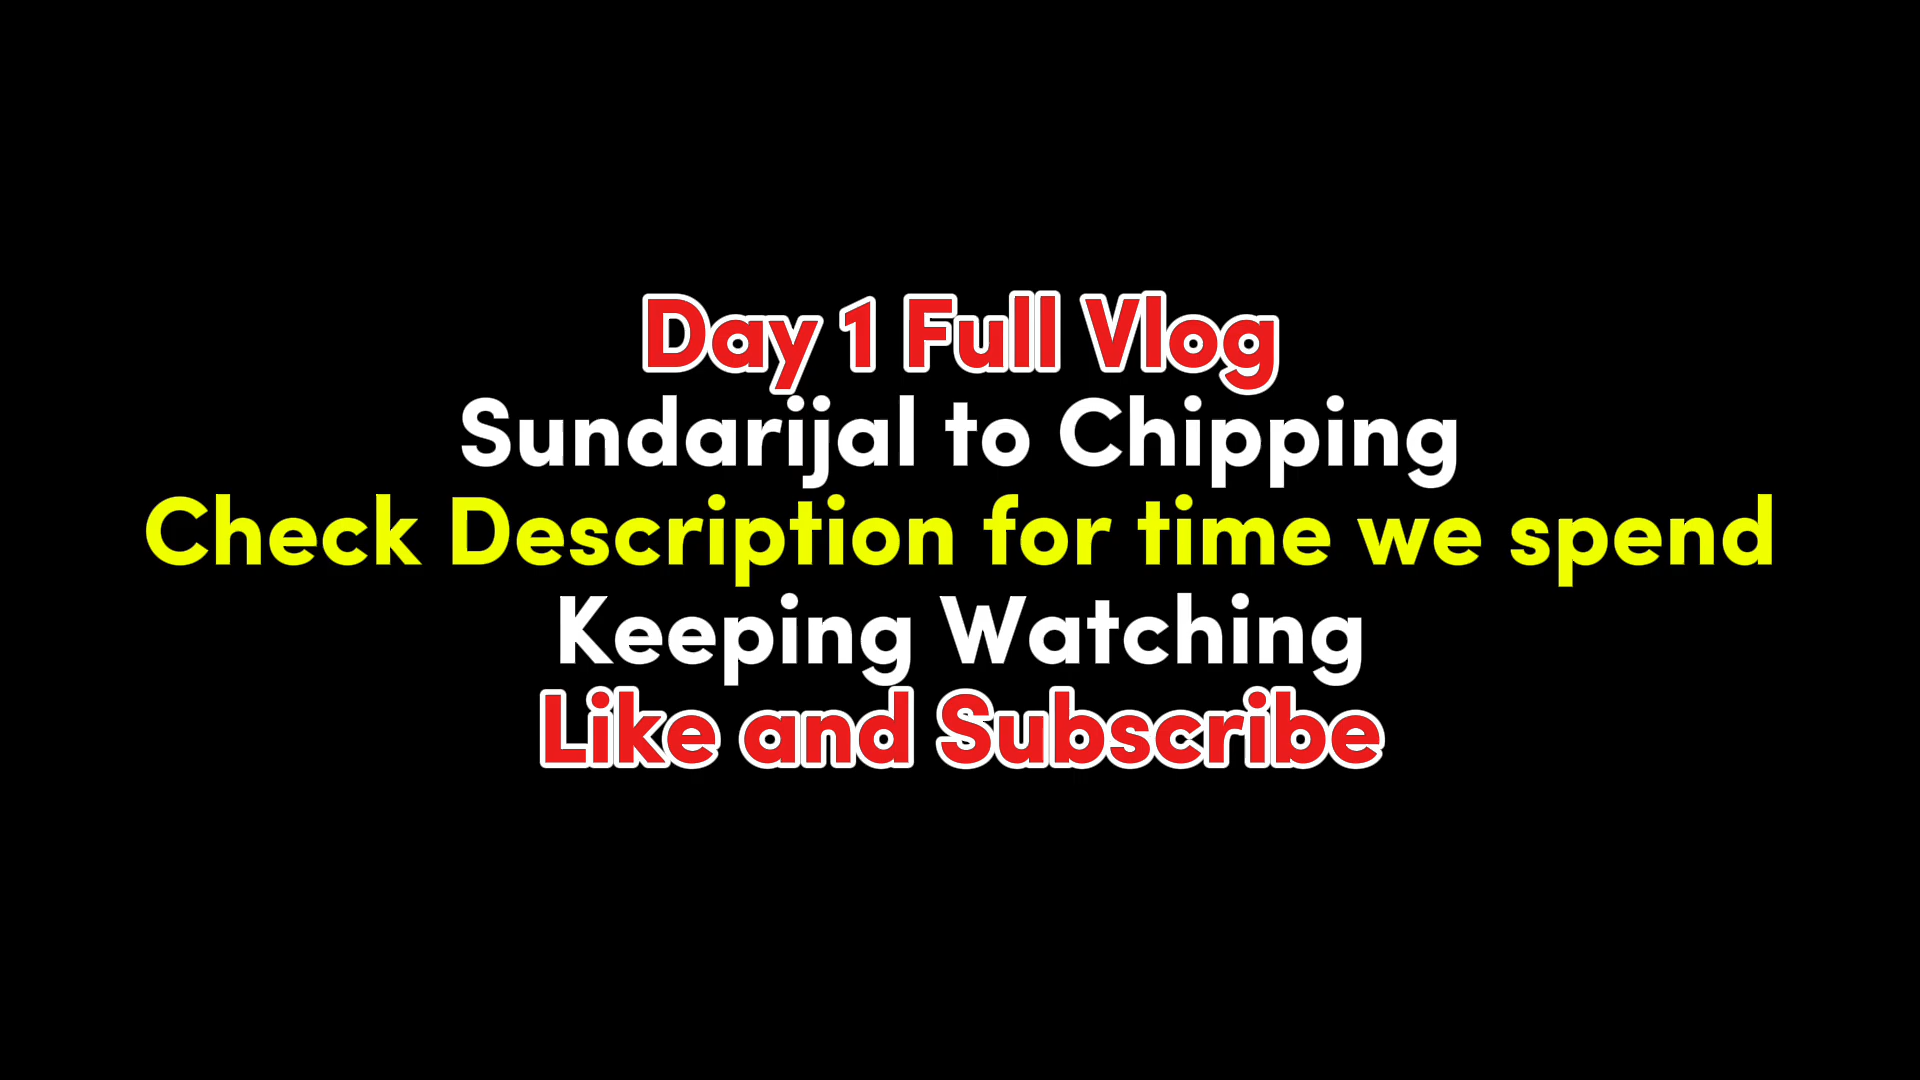 Day 1 Full Vlog
Sundarijal to Chipping
Check Description for time we spend
Keeping Watching
Like and Subscribe